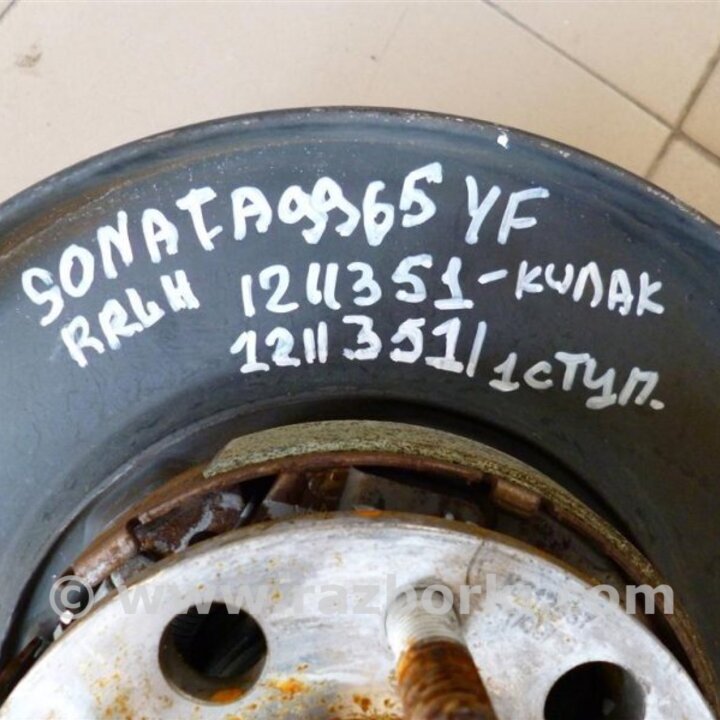 SONATA 9965 YF
RRLH 1211351-КУЛАК
1211351/1 СТУП.
© www.razborka.com